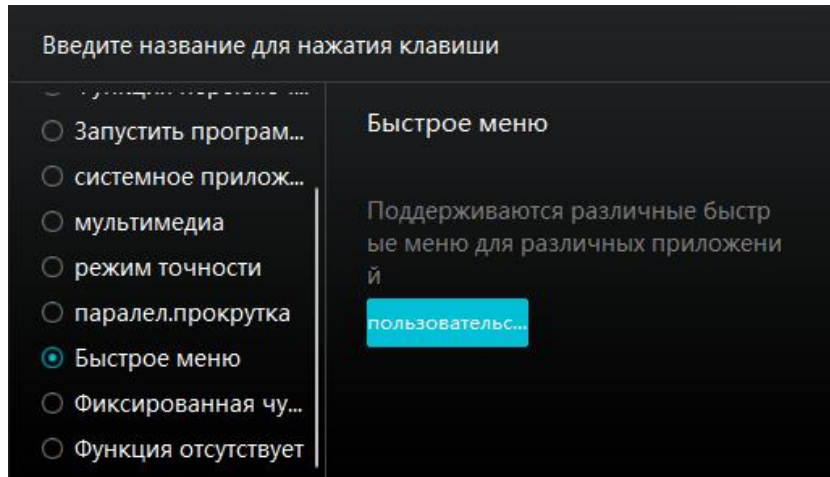 Введите название для нажатия клавиши
Запустить програм...
системное прилож...
мультимедиа
режим точности
паралел.прокрутка
Быстрое меню
Фиксированная чу...
Функция отсутствует
Быстрое меню
Поддерживаются различные быстр
ые меню для различных приложени
й
пользовательс...